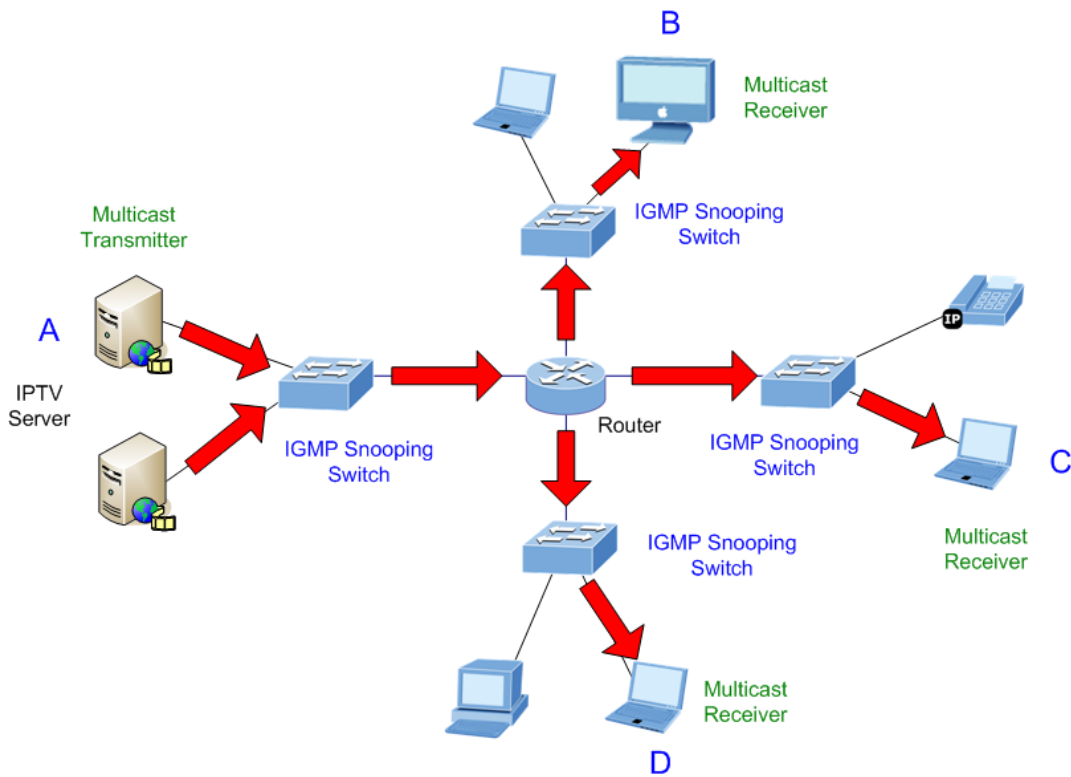 B
Multicast
Receiver
IGMP Snooping
Switch
Multicast
Transmitter
A
IPTV
Server
IGMP Snooping
Switch
Router
IP
IGMP Snooping
Switch
C
Multicast
Receiver
IGMP Snooping
Switch
Multicast
Receiver
D